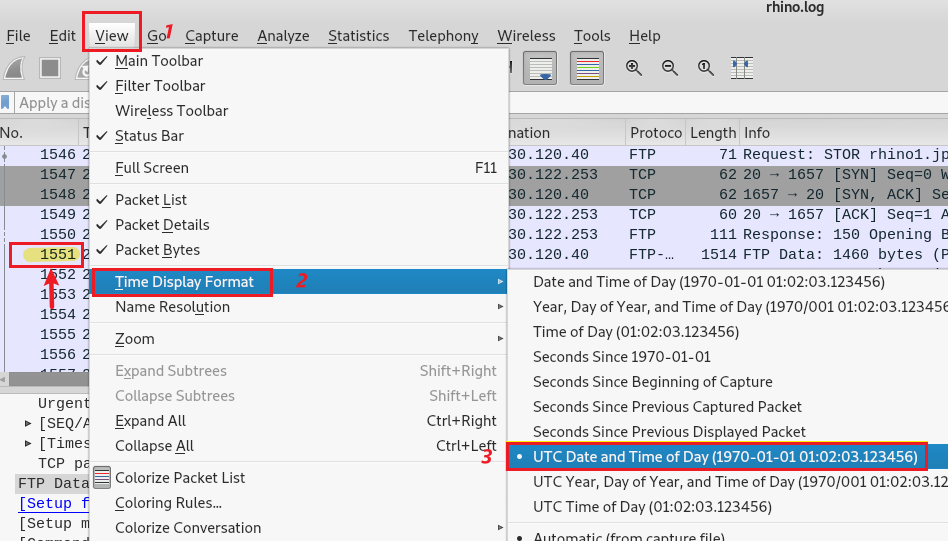 rhino.log
File Edit View 1 Go Capture Analyze Statistics Telephony Wireless Tools Help
Main Toolbar
Filter Toolbar
Wireless Toolbar
Status Bar
Full Screen F11
Packet List
Packet Details
Packet Bytes
Time Display Format 2
Name Resolution
Zoom
Expand Subtrees Shift+Right
Collapse Subtrees Shift+Left
Expand All Ctrl+Right
Collapse All Ctrl+Left
Colorize Packet List
Coloring Rules...
Colorize Conversation
Apply a dis
No. T nation Protoco Length Info
1546 2 30.120.40 FTP 71 Request: STOR rhino1.jp
1547 2 30.122.253 TCP 62 20 → 1657 [SYN] Seq=0 W
1548 2 30.120.40 TCP 62 1657 → 20 [SYN, ACK] Se
1549 2 30.122.253 TCP 60 20 → 1657 [ACK] Seq=1 A
1550 2 30.122.253 FTP 111 Response: 150 Opening B
1551 2 30.120.40 FTP-… 1514 FTP Data: 1460 bytes (P
1552 2
1553 2
1554 2
1555 2
1556 2
Date and Time of Day (1970-01-01 01:02:03.123456)
Year, Day of Year, and Time of Day (1970/001 01:02:03.123456
Time of Day (01:02:03.123456)
Seconds Since 1970-01-01
Seconds Since Beginning of Capture
Seconds Since Previous Captured Packet
Seconds Since Previous Displayed Packet
3 UTC Date and Time of Day (1970-01-01 01:02:03.123456)
UTC Year, Day of Year, and Time of Day (1970/001 01:02:03.12
UTC Time of Day (01:02:03.123456)
Automatic (from capture file)
Urgent
[SEQ/A
[Times
TCP pa
FTP Data
[Setup f
[Setup m